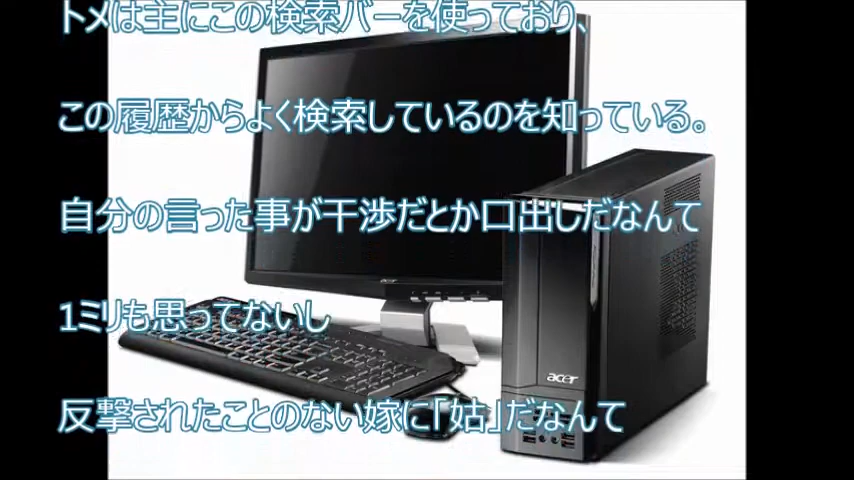 トメは主にこの検索バーを使っており、
この履歴からよく検索しているのを知っている。
自分の言った事が干渉だとか口出しだなんて
1ミリも思ってないし
反撃されたことのない嫁に「姑」だなんて
acer
acer